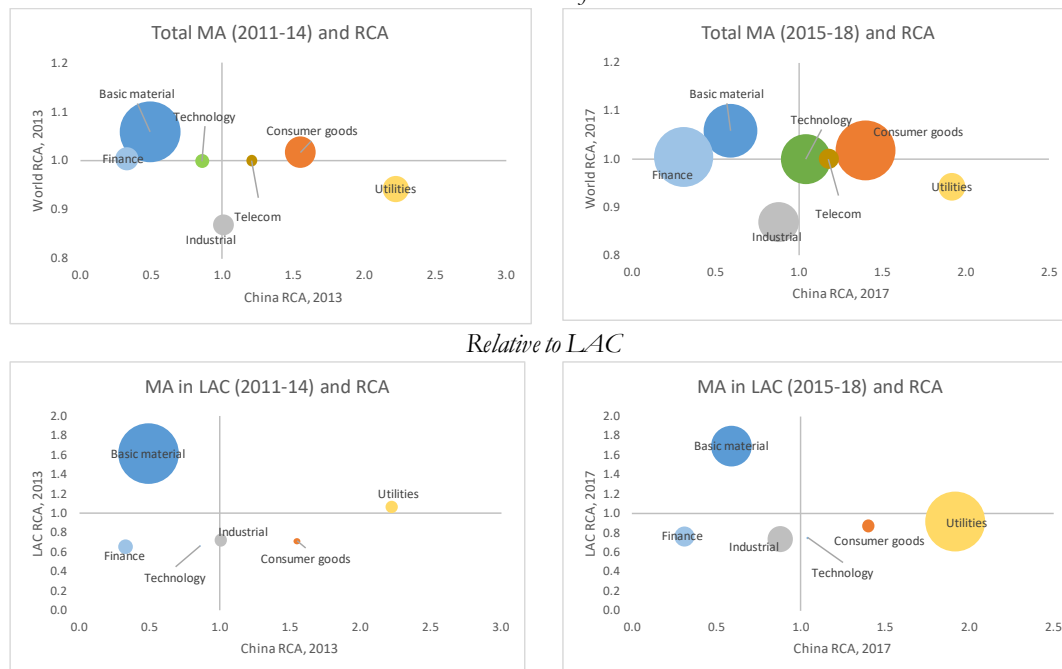 Total MA (2011-14) and RCA
World RCA, 2013
1.2
1.1
1.0
0.9
0.8
Basic material
Technology
Consumer goods
Finance
Utilities
Telecom
Industrial
0.0 0.5 1.0 1.5 2.0 2.5 3.0
China RCA, 2013
Total MA (2015-18) and RCA
World RCA, 2017
1.2
1.1
1.0
0.9
0.8
Basic material
Technology
Consumer goods
Finance
Utilities
Telecom
Industrial
0.0 0.5 1.0 1.5 2.0 2.5
China RCA, 2017
Relative to LAC
MA in LAC (2011-14) and RCA
LAC RCA, 2013
2.0
1.8
1.6
1.4
1.2
1.0
0.8
0.6
0.4
0.2
0.0
Basic material
Utilities
Industrial
Finance
Consumer goods
Technology
0.0 0.5 1.0 1.5 2.0 2.5 3.0
China RCA, 2013
MA in LAC (2015-18) and RCA
LAC RCA, 2017
2.0
1.8
1.6
1.4
1.2
1.0
0.8
0.6
0.4
0.2
0.0
Basic material
Utilities
Finance
Industrial
Consumer goods
Technology
0.0 0.5 1.0 1.5 2.0 2.5
China RCA, 2017